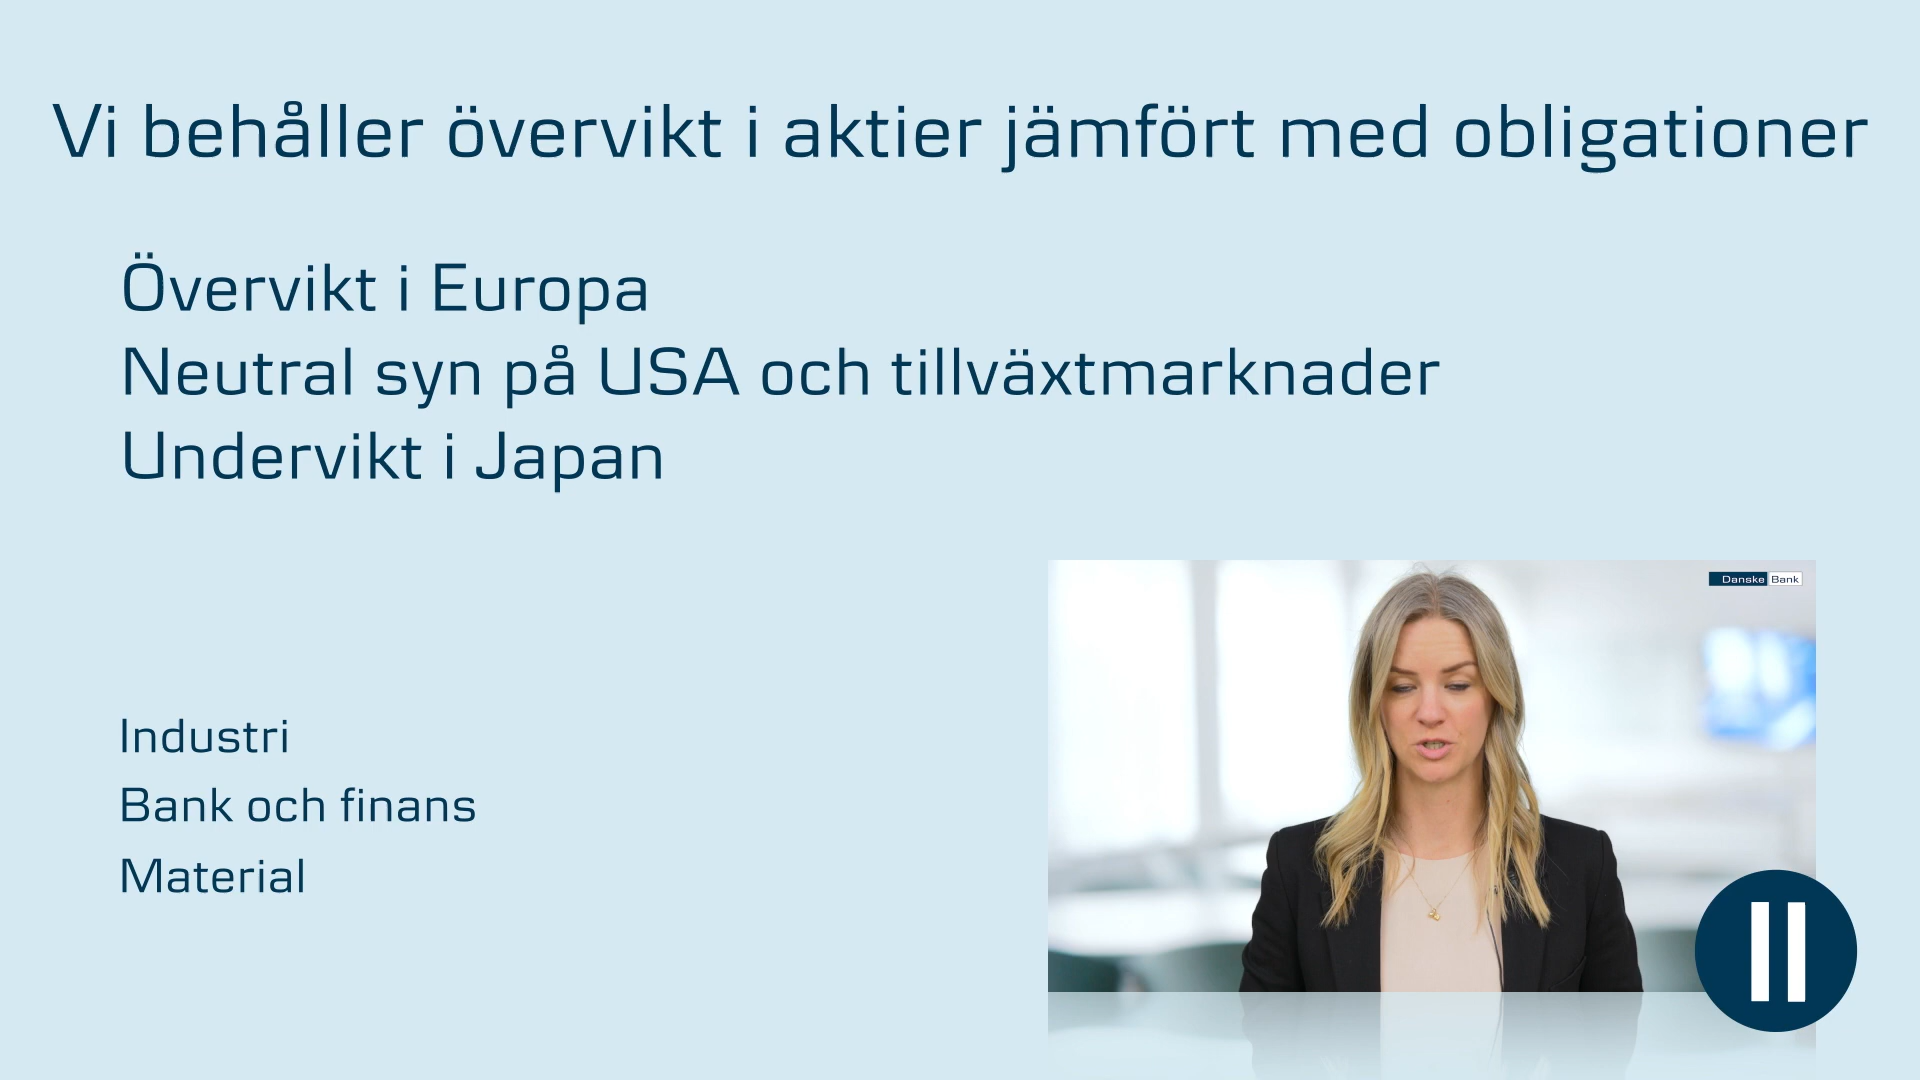 Vi behåller övervikt i aktier jämfört med obligationer
Övervikt i Europa
Neutral syn på USA och tillväxtmarknader
Undervikt i Japan
Danske Bank
Industri
Bank och finans
Material